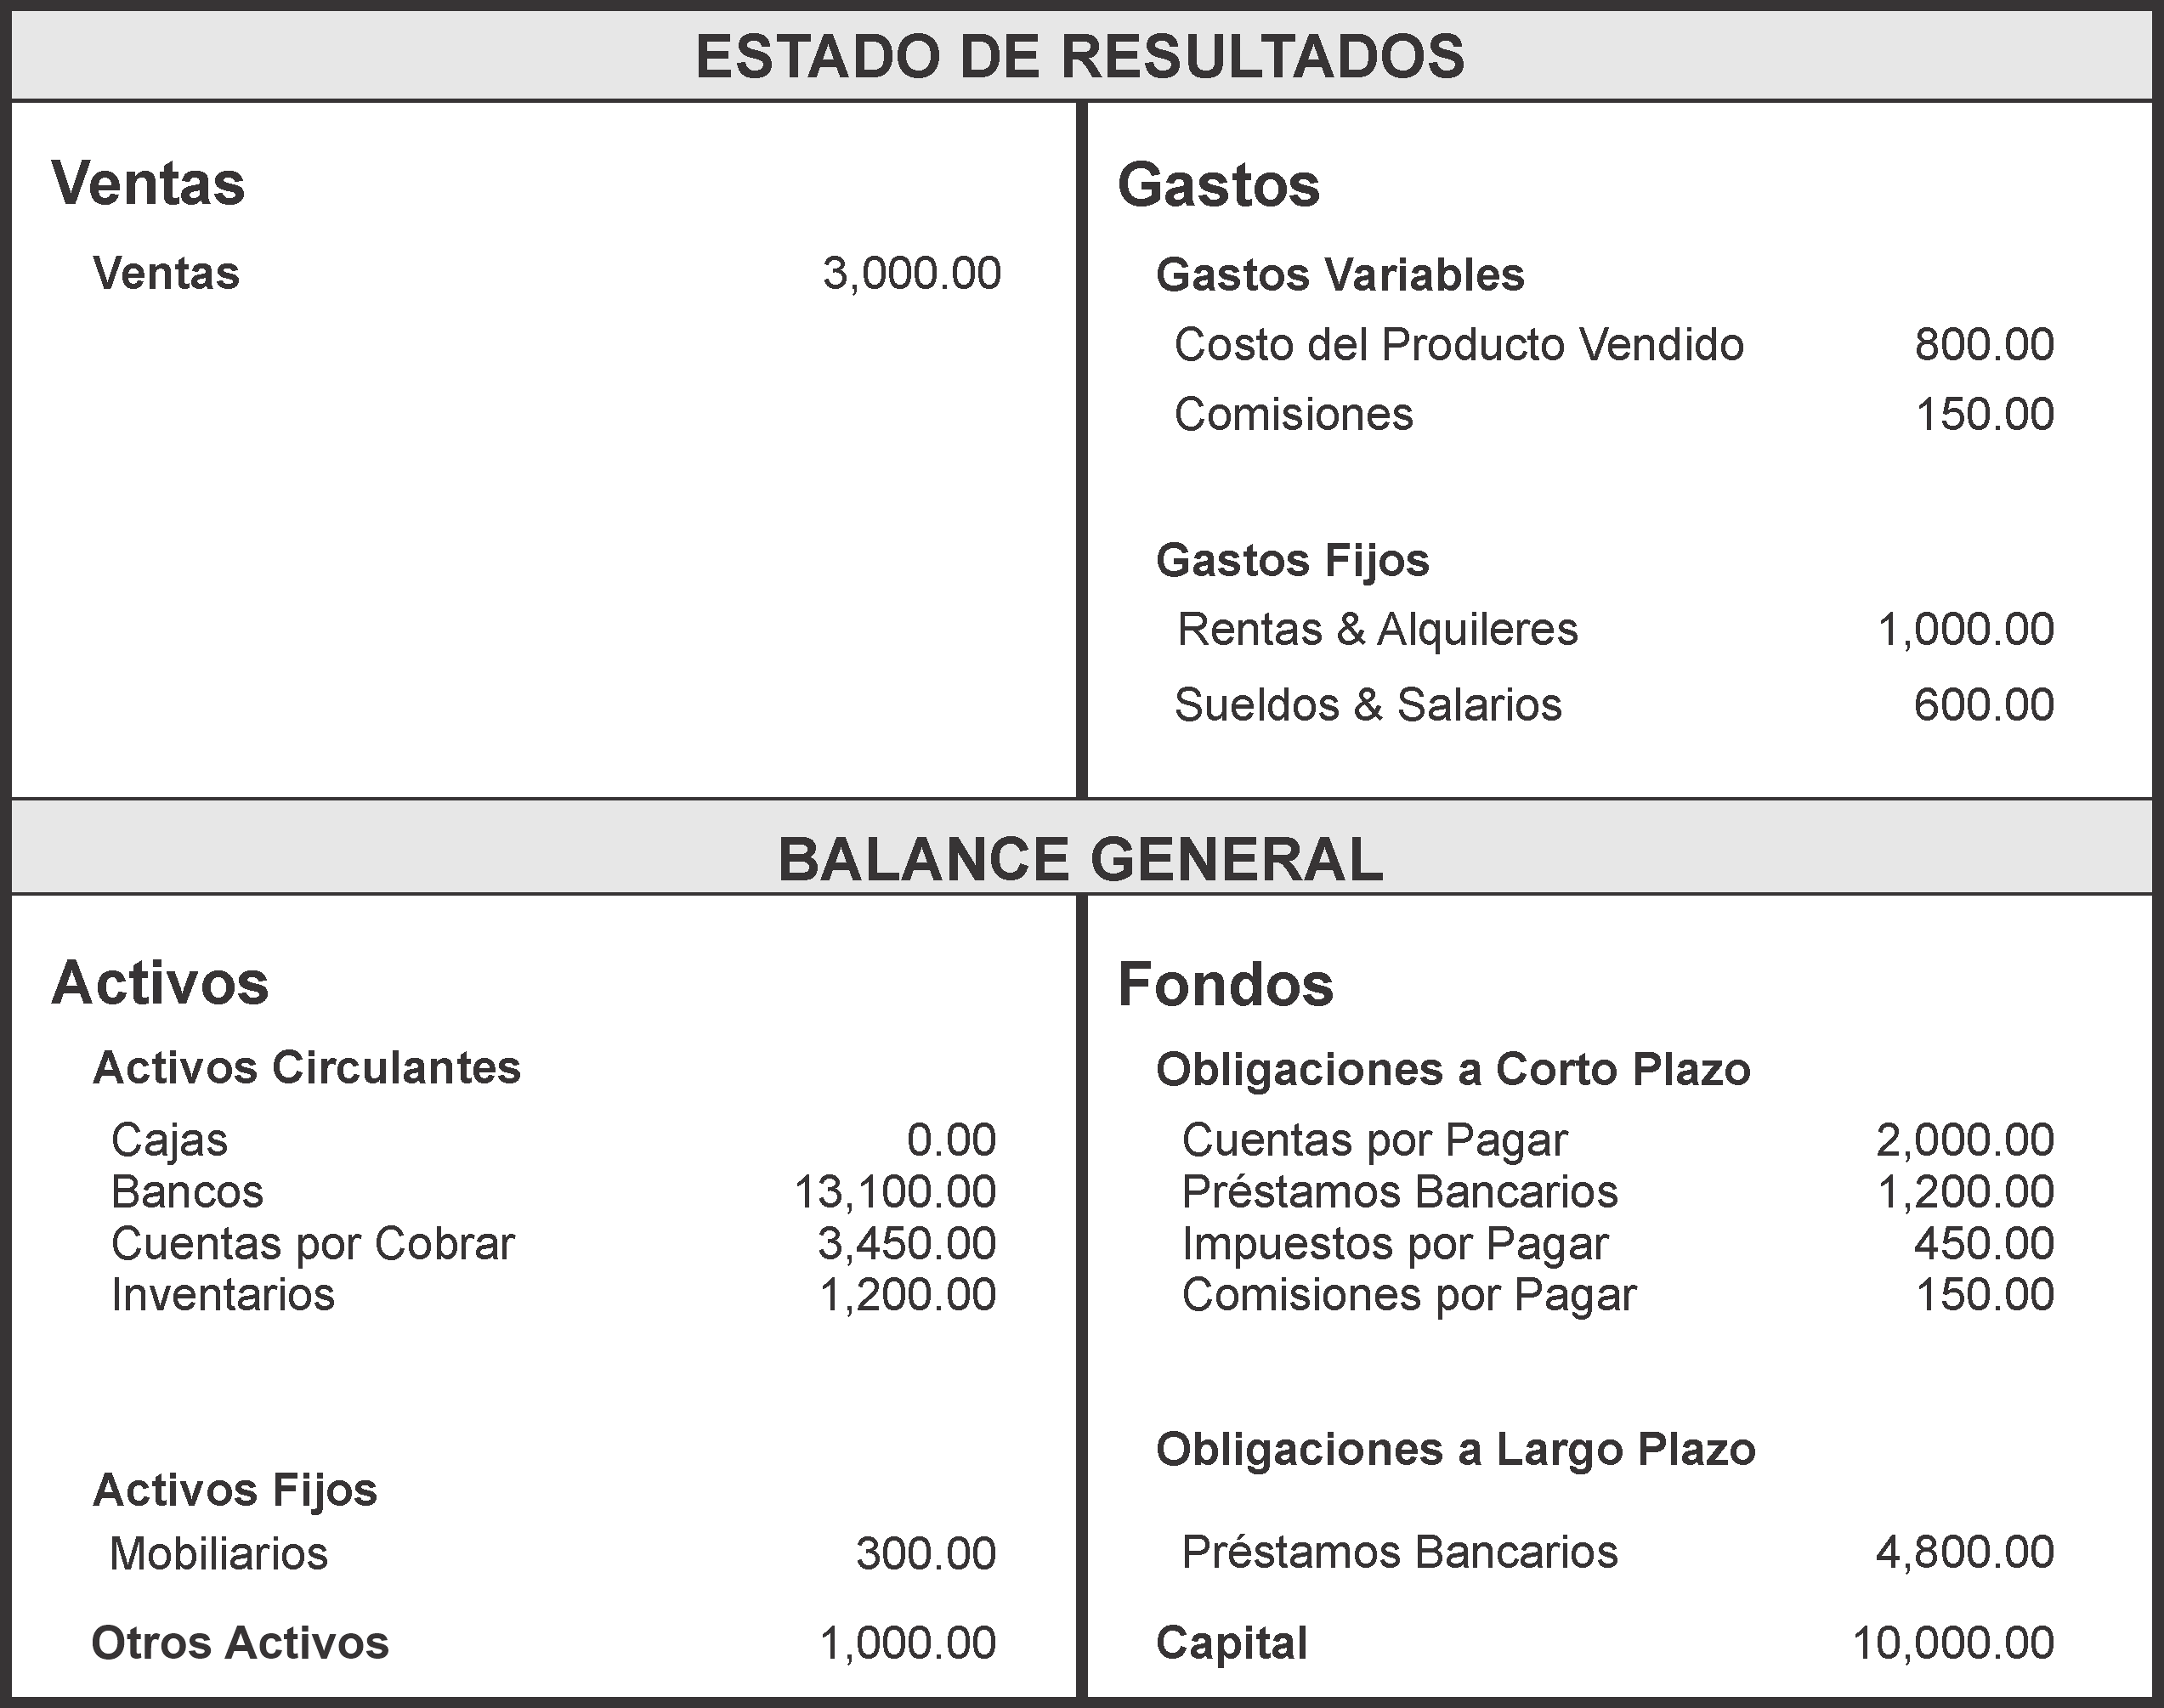 ESTADO DE RESULTADOS
Ventas
Ventas 3,000.00
Gastos
Gastos Variables
Costo del Producto Vendido 800.00
Comisiones 150.00
Gastos Fijos
Rentas & Alquileres 1,000.00
Sueldos & Salarios 600.00
BALANCE GENERAL
Activos
Activos Circulantes
Cajas 0.00
Bancos 13,100.00
Cuentas por Cobrar 3,450.00
Inventarios 1,200.00
Activos Fijos
Mobiliarios 300.00
Otros Activos 1,000.00
Fondos
Obligaciones a Corto Plazo
Cuentas por Pagar 2,000.00
Préstamos Bancarios 1,200.00
Impuestos por Pagar 450.00
Comisiones por Pagar 150.00
Obligaciones a Largo Plazo
Préstamos Bancarios 4,800.00
Capital 10,000.00